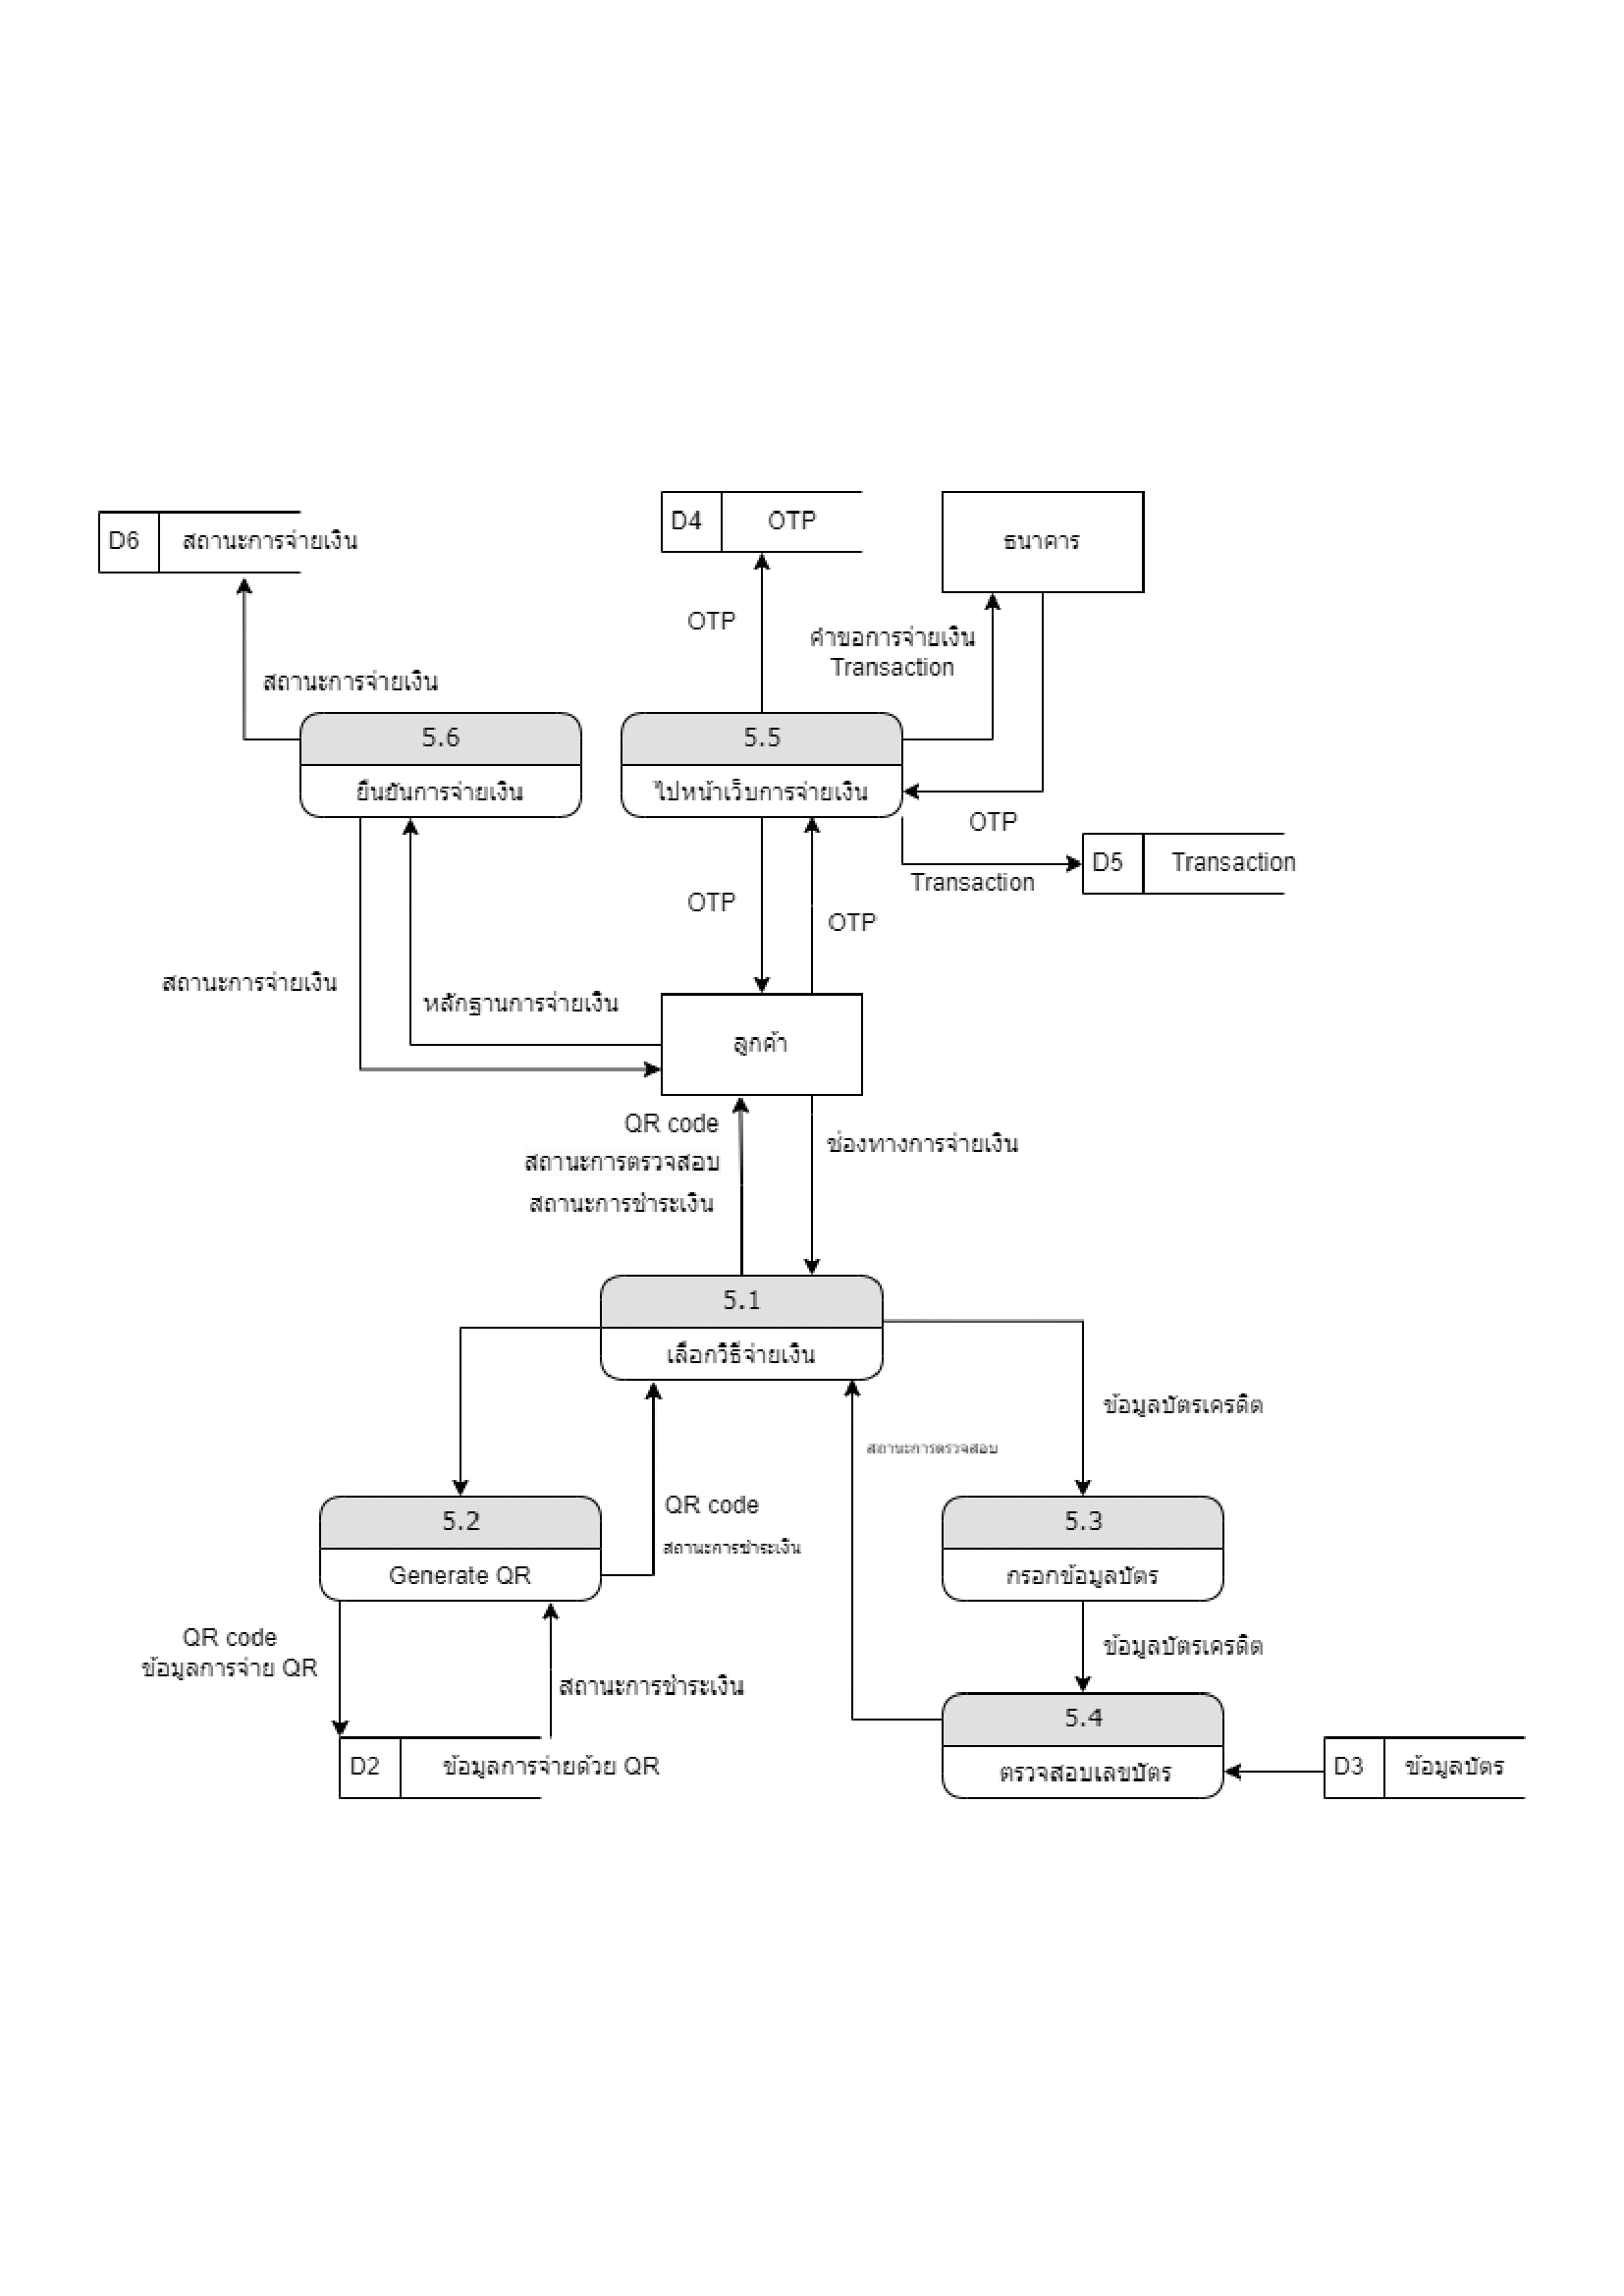 D4
OTP
ธนาคาร
D6
สถานะการจ่ายเงิน
OTP
คำขอการจ่ายเงิน
Transaction
สถานะการจ่ายเงิน
5.6
ยืนยันการจ่ายเงิน
5.5
ไปหน้าเว็บการจ่ายเงิน
OTP
D5
Transaction
Transaction
OTP
OTP
สถานะการจ่ายเงิน
หลักฐานการจ่ายเงิน
ลูกค้า
QR code
สถานะการตรวจสอบ
สถานะการชำระเงิน
ช่องทางการจ่ายเงิน
5.1
เลือกวิธีจ่ายเงิน
ข้อมูลบัตรเครดิต
สถานะการตรวจสอบ
QR code
สถานะการชำระเงิน
5.2
Generate QR
5.3
กรอกข้อมูลบัตร
QR code
ข้อมูลการจ่าย QR
สถานะการชำระเงิน
ข้อมูลบัตรเครดิต
5.4
ตรวจสอบเลขบัตร
D2
ข้อมูลการจ่ายด้วย QR
D3
ข้อมูลบัตร